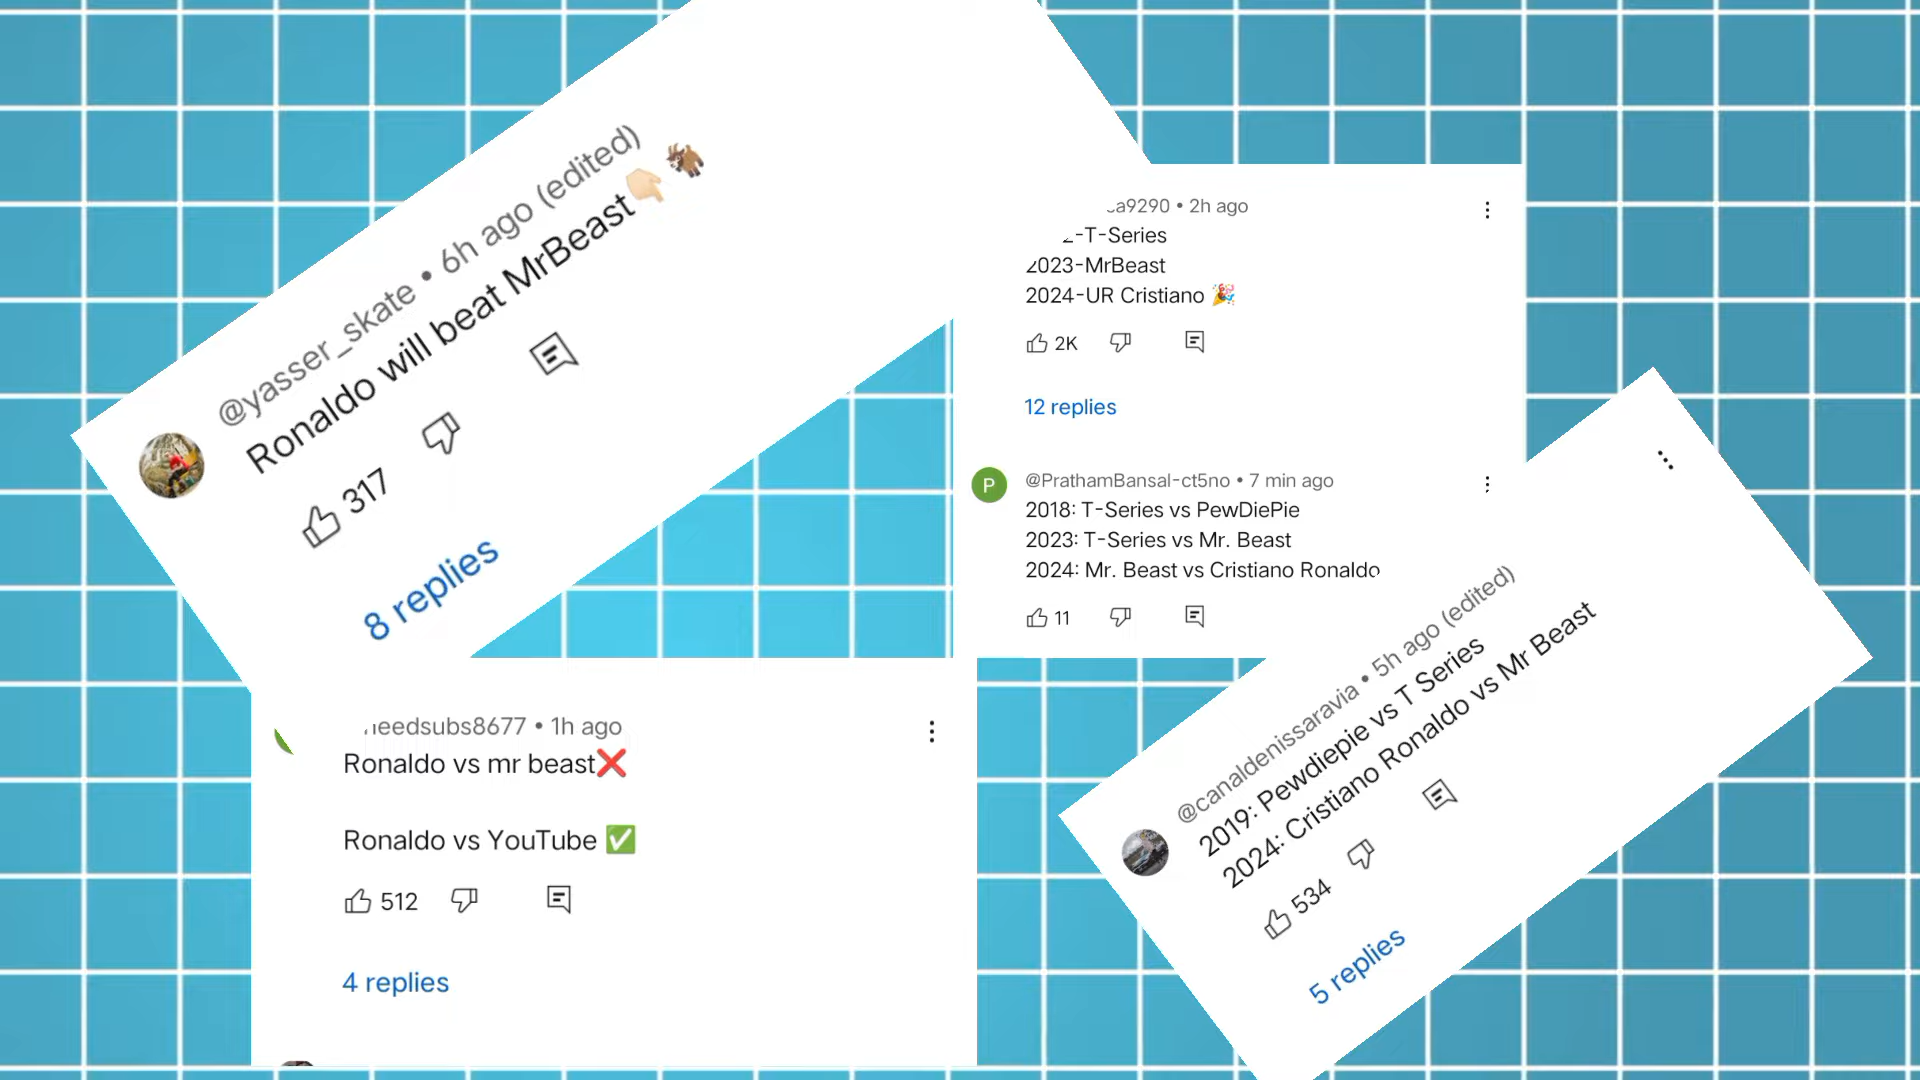 @yasser_skate • 6h ago (edited)
Ronaldo will beat MrBeast👇🏻🐐
317
8 replies
• 2h ago
-T-Series
2023-MrBeast
2024-UR Cristiano 🎉
2K
12 replies
P
@PrathamBansal-ct5no • 7 min ago
2018: T-Series vs PewDiePie
2023: T-Series vs Mr. Beast
2024: Mr. Beast vs Cristiano Ronaldo
11
needsubs8677 • 1h ago
Ronaldo vs mr beast❌
Ronaldo vs YouTube ✅
512
4 replies
@canaldenissaravia • 5h ago (edited)
2019: Pewdiepie vs T Series
2024: Cristiano Ronaldo vs Mr Beast
534
5 replies